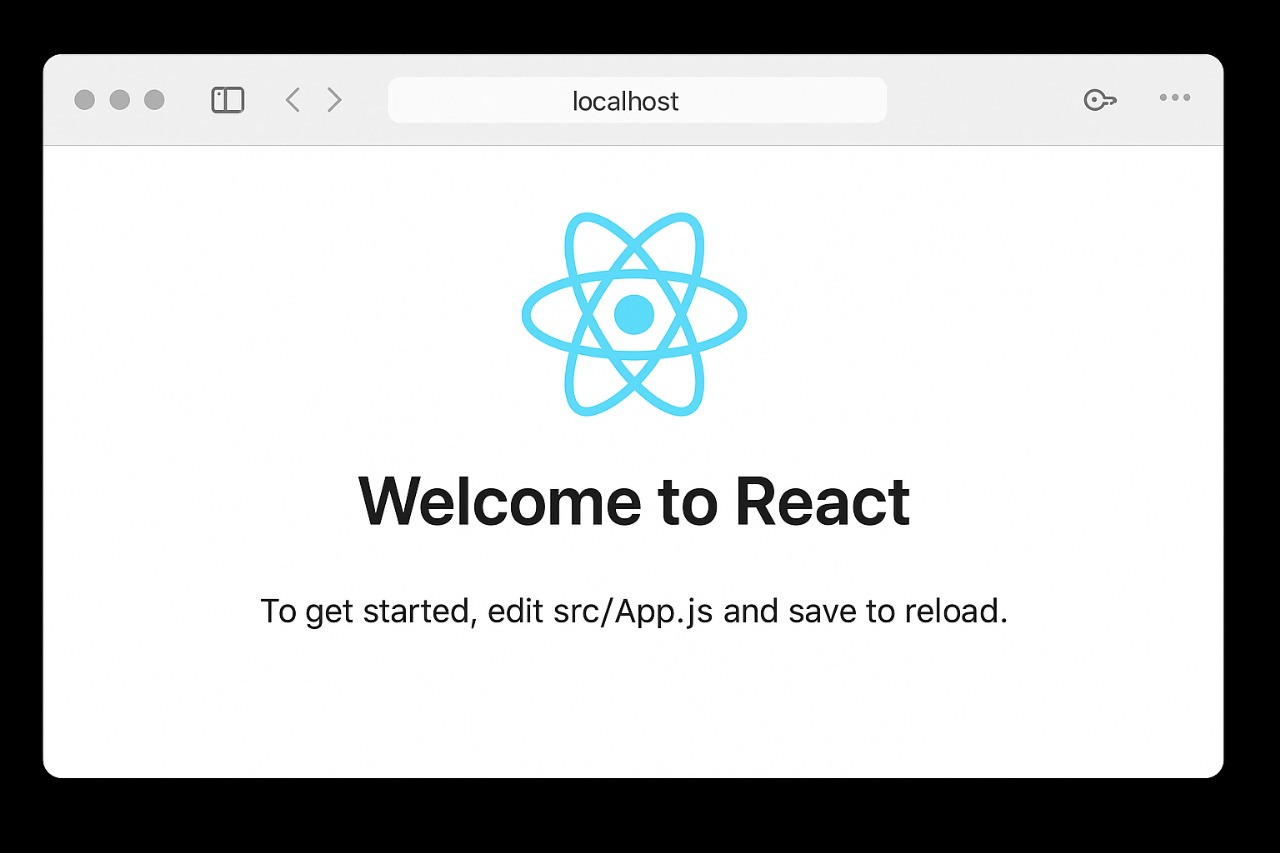 localhost
Welcome to React
To get started, edit src/App.js and save to reload.